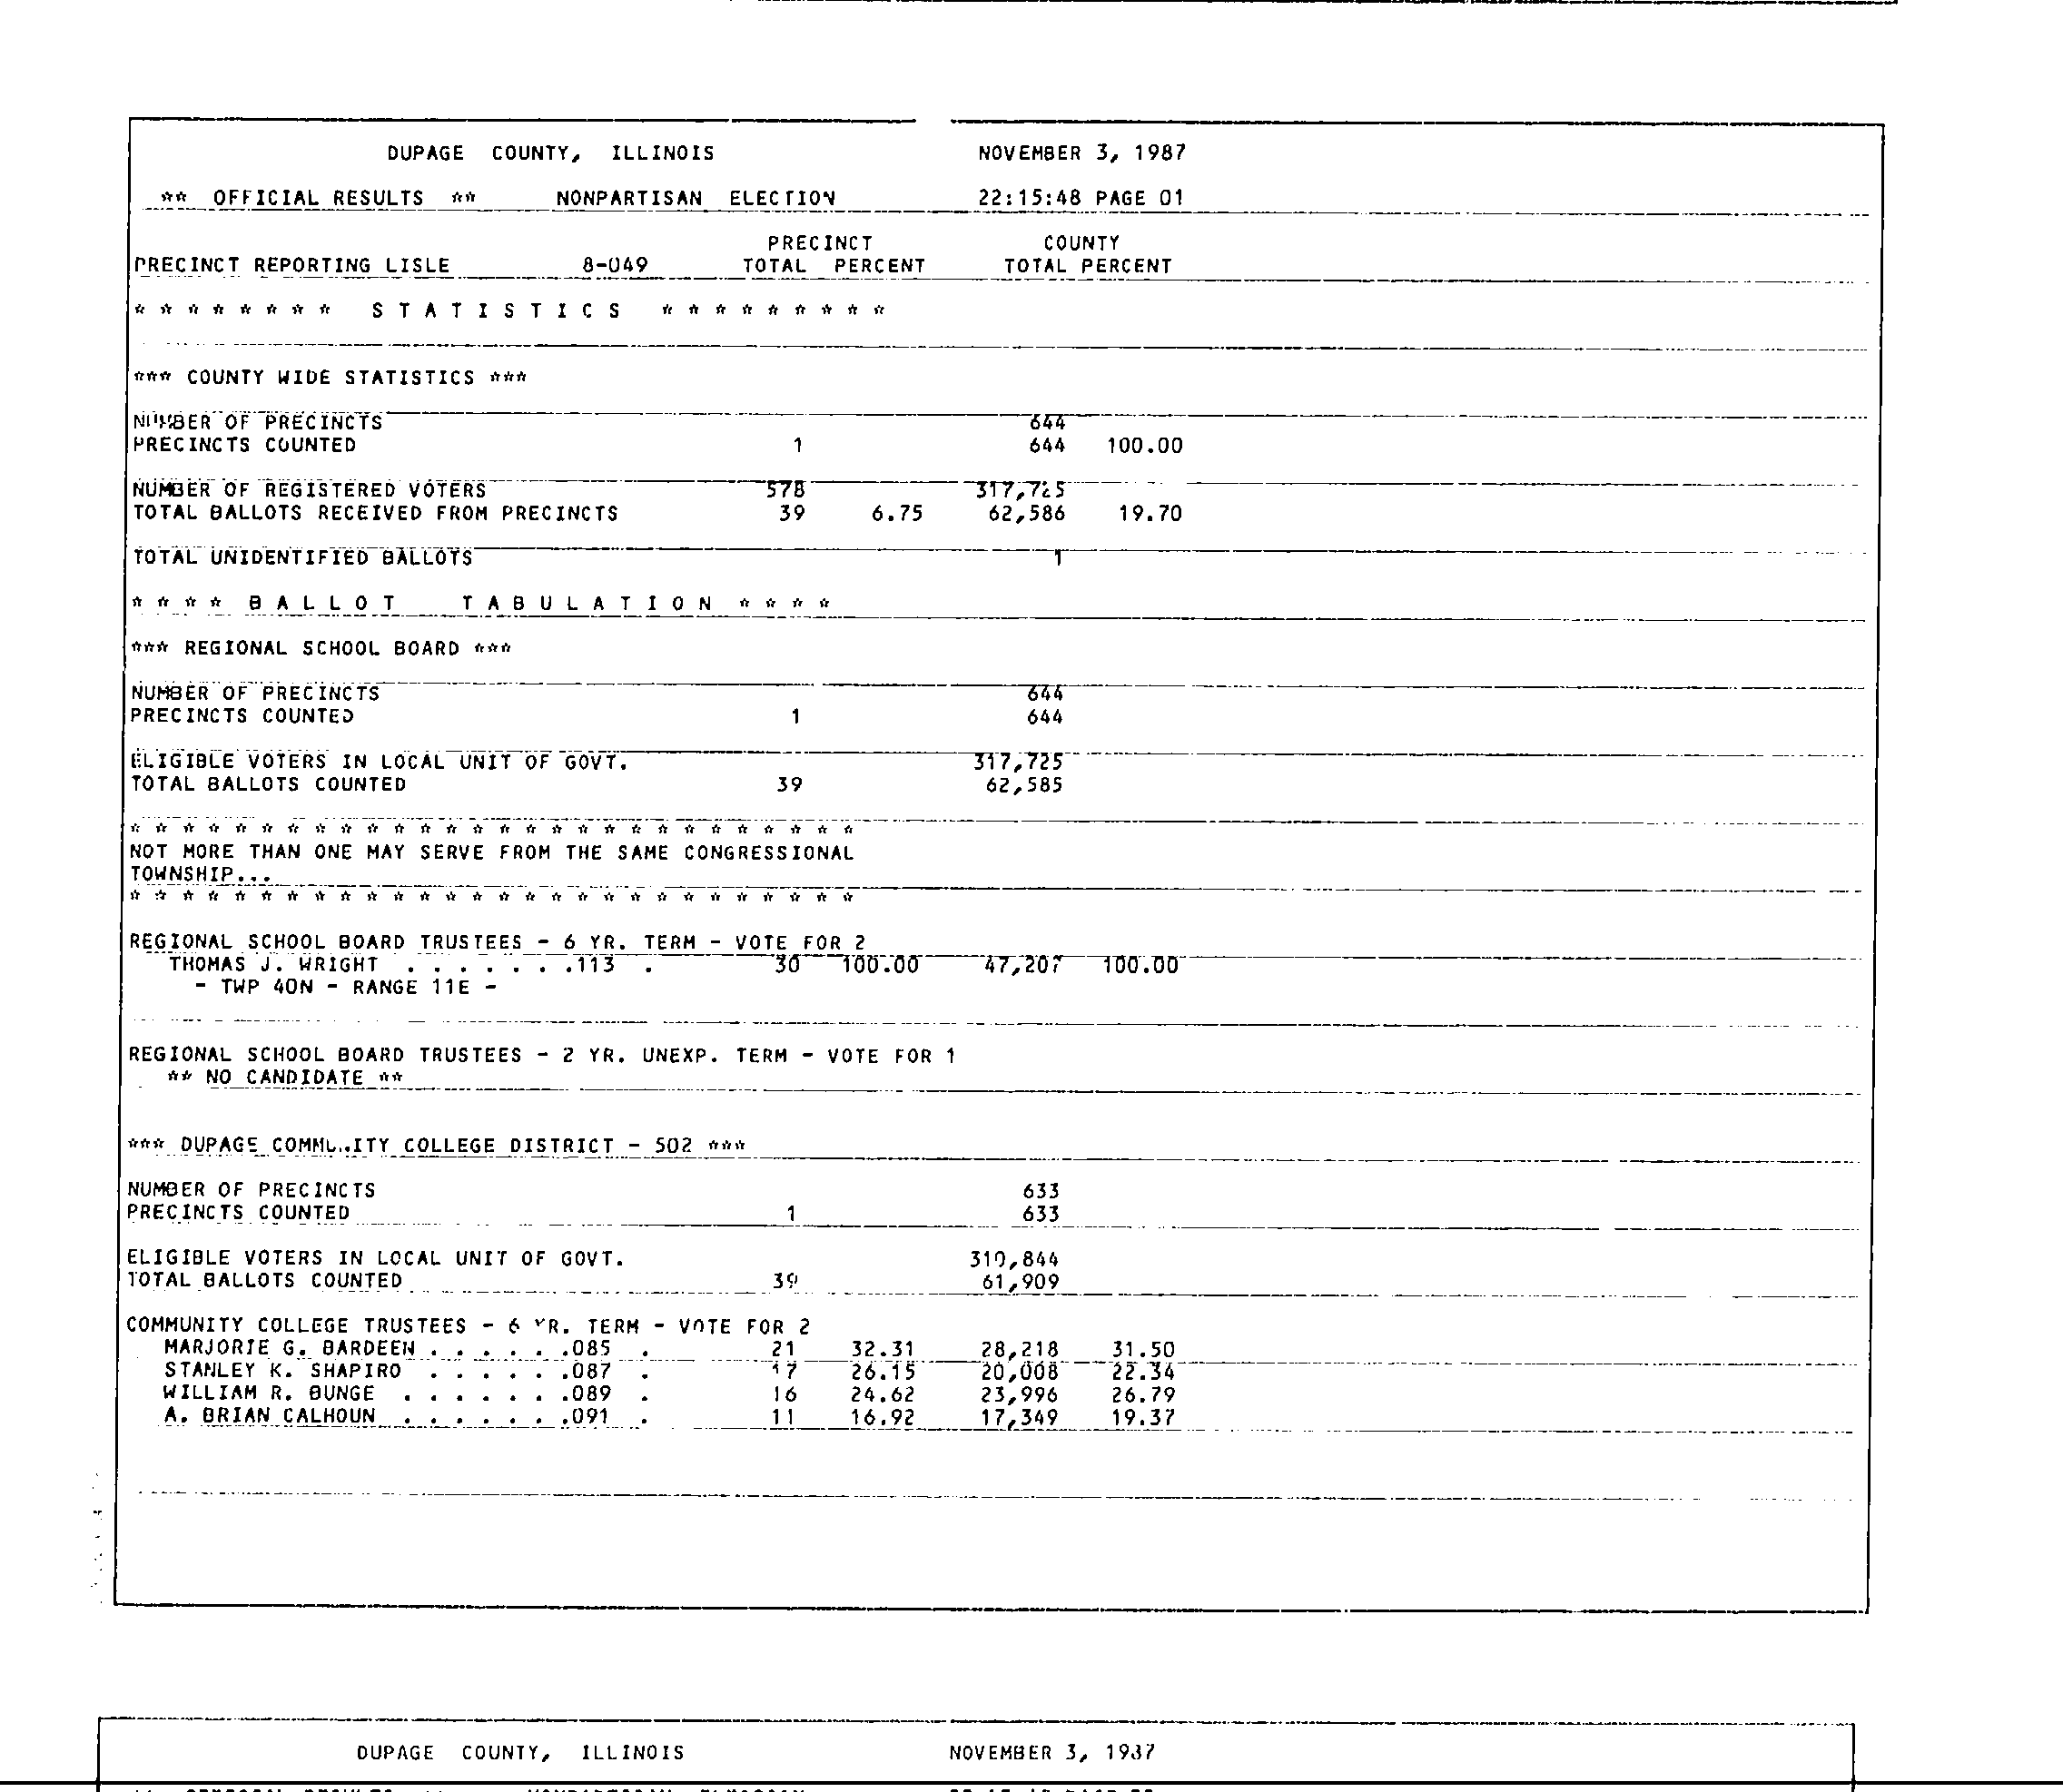 DUPAGE COUNTY, ILLINOIS NOVEMBER 3, 1987
** OFFICIAL RESULTS ** NONPARTISAN ELECTION 22:15:48 PAGE 01
PRECINCT COUNTY
PRECINCT REPORTING LISLE 8-049 TOTAL PERCENT TOTAL PERCENT
* * * * * * * * S T A T I S T I C S * * * * * * * * *
*** COUNTY WIDE STATISTICS ***
NUMBER OF PRECINCTS 644
PRECINCTS COUNTED 1 644 100.00
NUMBER OF REGISTERED VOTERS 578 317,725
TOTAL BALLOTS RECEIVED FROM PRECINCTS 39 6.75 62,586 19.70
TOTAL UNIDENTIFIED BALLOTS 1
* * * * B A L L O T T A B U L A T I O N * * * *
*** REGIONAL SCHOOL BOARD ***
NUMBER OF PRECINCTS 644
PRECINCTS COUNTED 1 644
ELIGIBLE VOTERS IN LOCAL UNIT OF GOVT. 317,725
TOTAL BALLOTS COUNTED 39 62,585
* * * * * * * * * * * * * * * * * * * * * * * * * * * *
NOT MORE THAN ONE MAY SERVE FROM THE SAME CONGRESSIONAL
TOWNSHIP...
* * * * * * * * * * * * * * * * * * * * * * * * * * * *
REGIONAL SCHOOL BOARD TRUSTEES - 6 YR. TERM - VOTE FOR 2
THOMAS J. WRIGHT . . . . . . .113 . 30 100.00 47,207 100.00
- TWP 40N - RANGE 11E -
REGIONAL SCHOOL BOARD TRUSTEES - 2 YR. UNEXP. TERM - VOTE FOR 1
** NO CANDIDATE **
*** DUPAGE COMMUNITY COLLEGE DISTRICT - 502 ***
NUMBER OF PRECINCTS 633
PRECINCTS COUNTED 1 633
ELIGIBLE VOTERS IN LOCAL UNIT OF GOVT.
TOTAL BALLOTS COUNTED 39 61,909
COMMUNITY COLLEGE TRUSTEES - 6 YR. TERM - VOTE FOR 2
MARJORIE G. BARDEEN . . . . . .085 . 21 32.31 28,218 31.50
STANLEY K. SHAPIRO . . . . . .087 . 17 26.15 20,008 22.34
WILLIAM R. BUNGE . . . . . . .089 . 16 24.62 23,996 26.79
A. BRIAN CALHOUN . . . . . . .091 . 11 16.92 17,349 19.37
DUPAGE COUNTY, ILLINOIS NOVEMBER 3, 1987